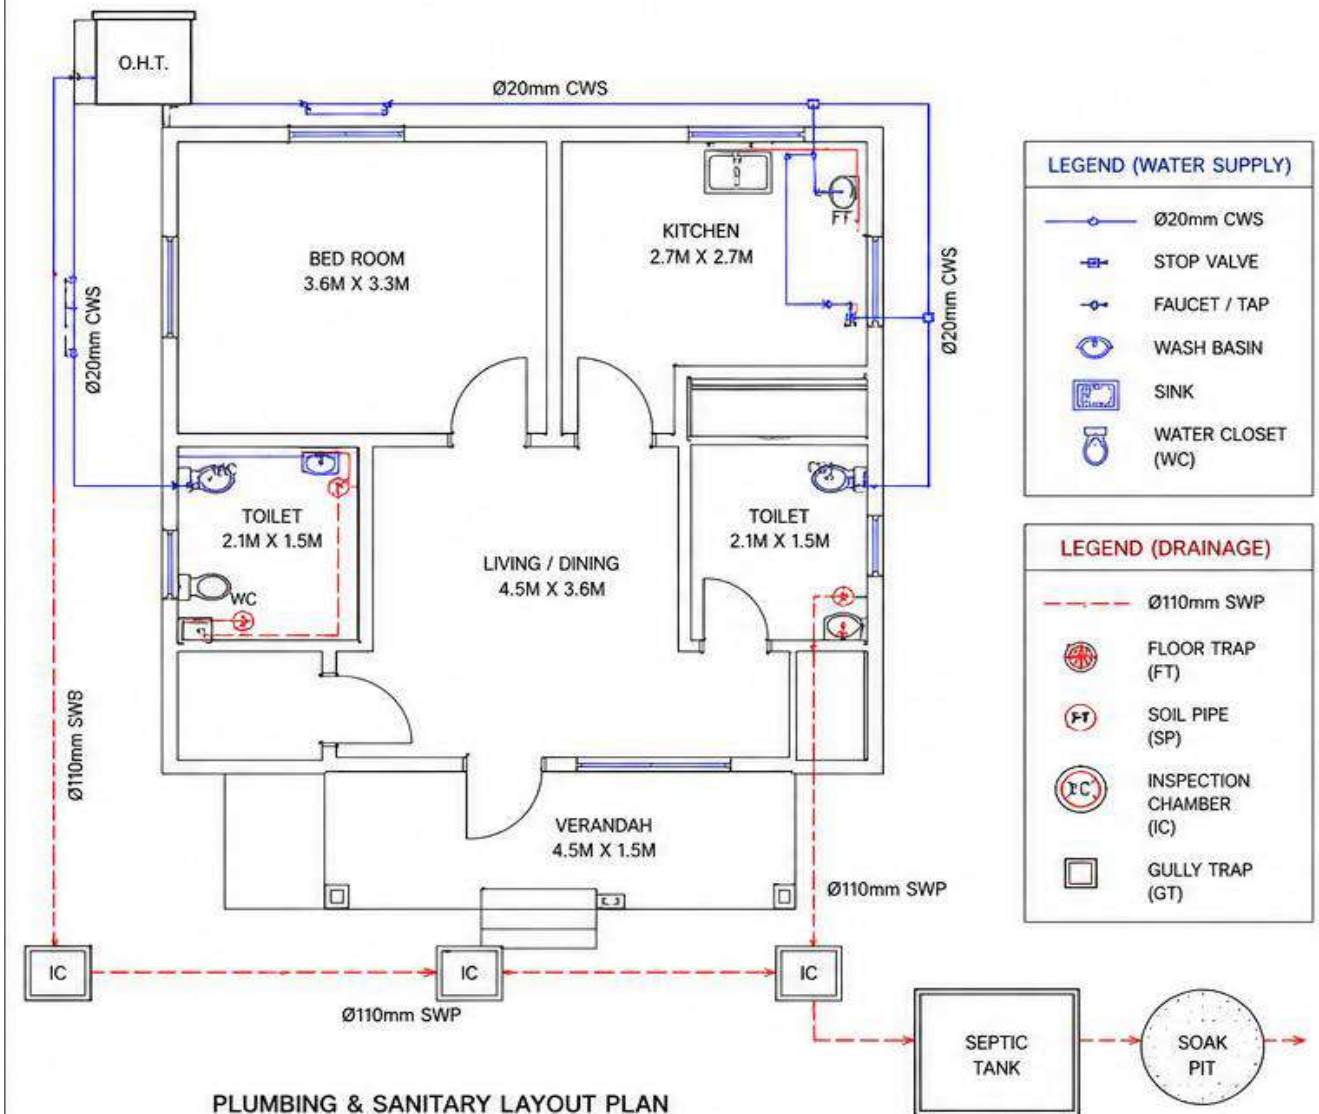 O.H.T.
Ø20mm CWS
BED ROOM
3.6M X 3.3M
KITCHEN
2.7M X 2.7M
FT
Ø20mm CWS
Ø20mm CWS
WC
TOILET
2.1M X 1.5M
WC
LIVING / DINING
4.5M X 3.6M
TOILET
2.1M X 1.5M
Ø110mm SWS
VERANDAH
4.5M X 1.5M
Ø110mm SWP
IC
IC
IC
Ø110mm SWP
SEPTIC
TANK
SOAK
PIT
PLUMBING & SANITARY LAYOUT PLAN
LEGEND (WATER SUPPLY)
Ø20mm CWS
STOP VALVE
FAUCET / TAP
WASH BASIN
SINK
WATER CLOSET
(WC)
LEGEND (DRAINAGE)
Ø110mm SWP
FLOOR TRAP
(FT)
SOIL PIPE
(SP)
INSPECTION
CHAMBER
(IC)
GULLY TRAP
(GT)